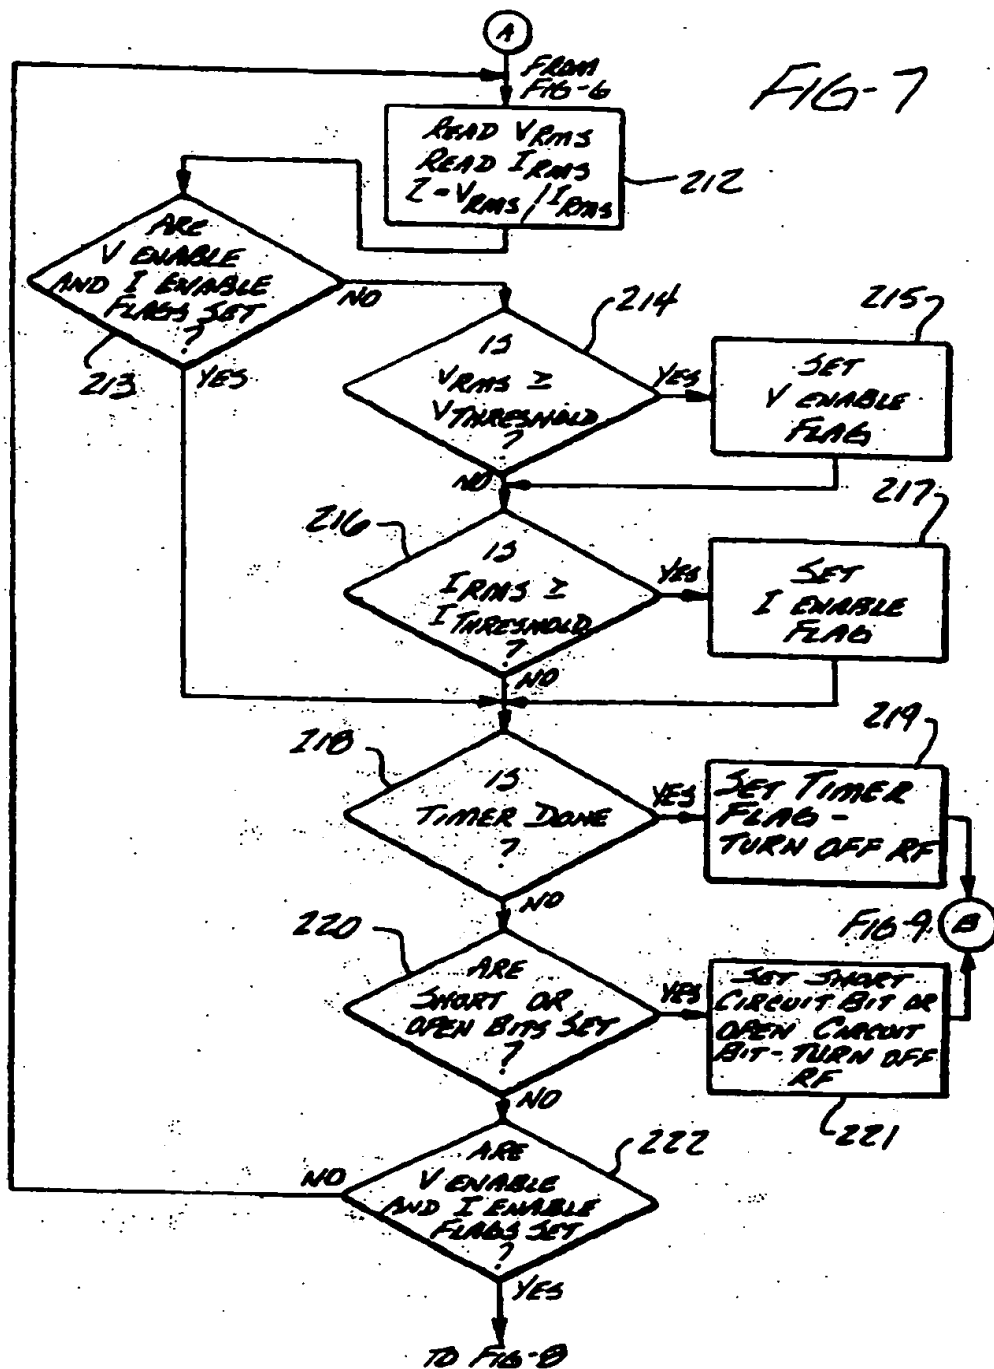 A
FROM
FIG-6
FIG-7
READ VRMS
READ IRMS
Z=VRMS/IRMS
212
ARE
V ENABLE
AND I ENABLE
FLAGS SET
?
213
NO
YES
214
IS
VRMS ≥
VTHRESHOLD
?
YES
NO
215
SET
V ENABLE
FLAG
216
IS
IRMS ≥
ITHRESHOLD
?
YES
NO
217
SET
I ENABLE
FLAG
218
IS
TIMER DONE
?
YES
NO
219
SET TIMER
FLAG -
TURN OFF RF
FIG-9
B
220
ARE
SHORT OR
OPEN BITS SET
?
YES
NO
SET SHORT
CIRCUIT BIT OR
OPEN CIRCUIT
BIT - TURN OFF
RF
221
222
ARE
V ENABLE
AND I ENABLE
FLAGS SET
?
NO
YES
TO FIG-8